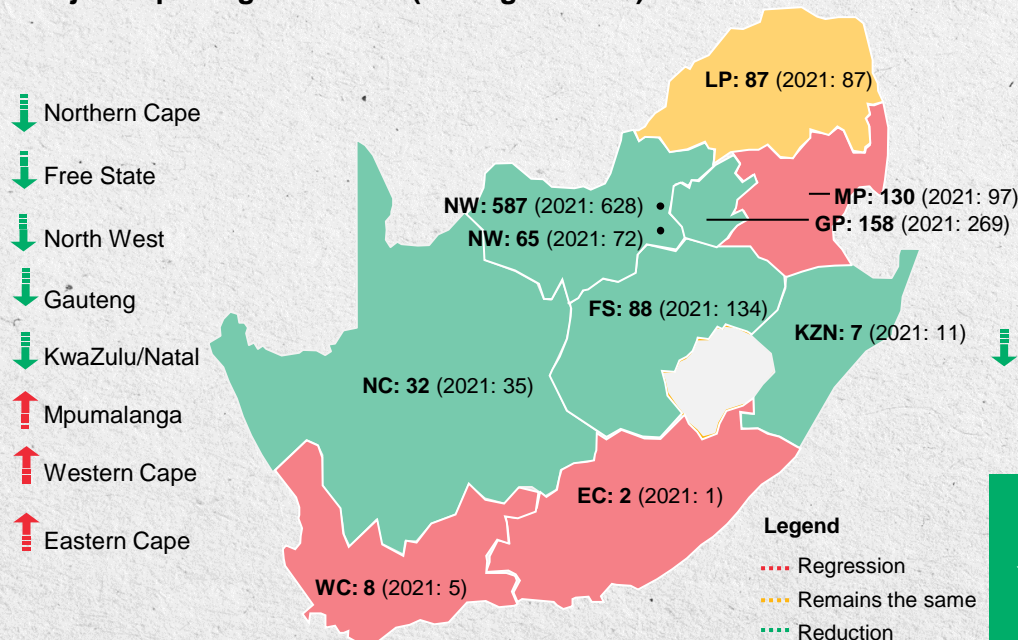 Northern Cape
Free State
North West
Gauteng
KwaZulu/Natal
Mpumalanga
Western Cape
Eastern Cape
LP: 87 (2021: 87)
MP: 130 (2021: 97)
NW: 587 (2021: 628)
GP: 158 (2021: 269)
NW: 65 (2021: 72)
FS: 88 (2021: 134)
KZN: 7 (2021: 11)
NC: 32 (2021: 35)
EC: 2 (2021: 1)
WC: 8 (2021: 5)
Legend
Regression
Remains the same
Reduction